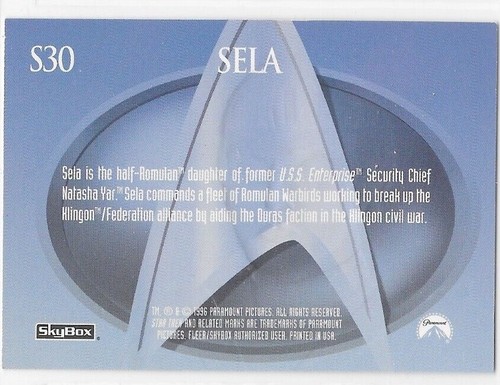 S30
SELA
Sela is the half-Romulan™ daughter of former U.S.S. Enterprise™ Security Chief
Natasha Yar.™ Sela commands a fleet of Romulan Warbirds working to break up the
Klingon™/Federation alliance by aiding the Duras faction in the Klingon civil war.
TM, ® & © 1996 PARAMOUNT PICTURES. ALL RIGHTS RESERVED.
STAR TREK AND RELATED MARKS ARE TRADEMARKS OF PARAMOUNT
PICTURES. FLEER/SKYBOX AUTHORIZED USER. PRINTED IN USA.
SKYBOX®
Paramount